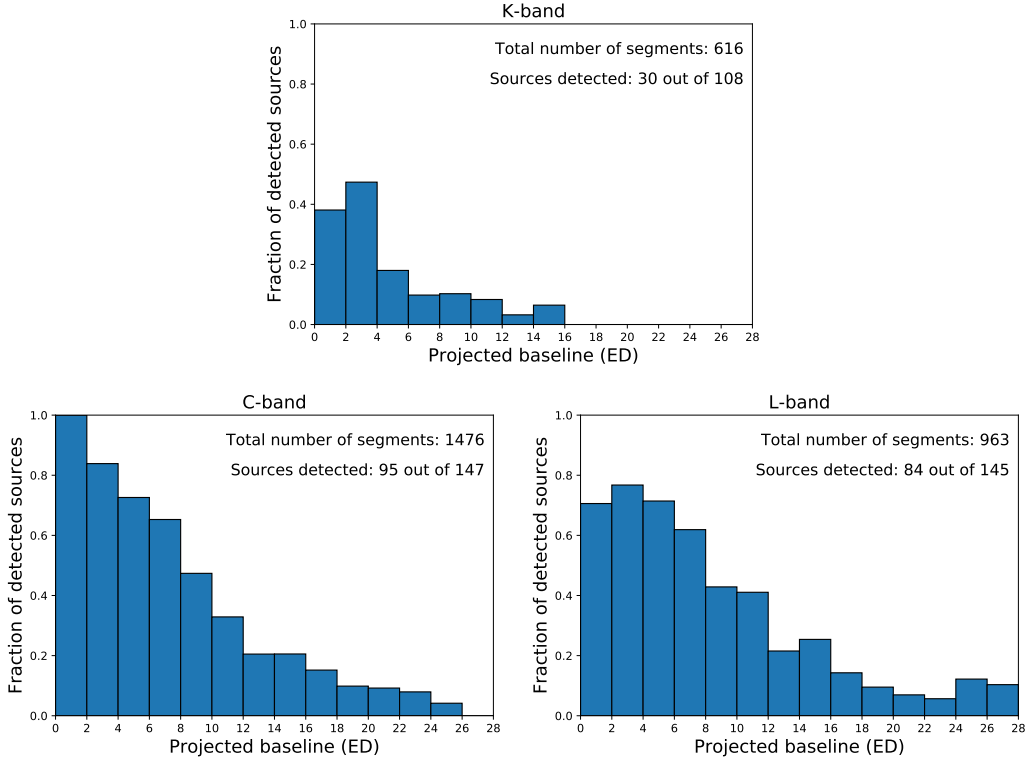 K-band
Total number of segments: 616
Sources detected: 30 out of 108
Fraction of detected sources
1.0
0.8
0.6
0.4
0.2
0.0
0 2 4 6 8 10 12 14 16 18 20 22 24 26 28
Projected baseline (ED)
C-band
Total number of segments: 1476
Sources detected: 95 out of 147
Fraction of detected sources
1.0
0.8
0.6
0.4
0.2
0.0
0 2 4 6 8 10 12 14 16 18 20 22 24 26 28
Projected baseline (ED)
L-band
Total number of segments: 963
Sources detected: 84 out of 145
Fraction of detected sources
1.0
0.8
0.6
0.4
0.2
0.0
0 2 4 6 8 10 12 14 16 18 20 22 24 26 28
Projected baseline (ED)